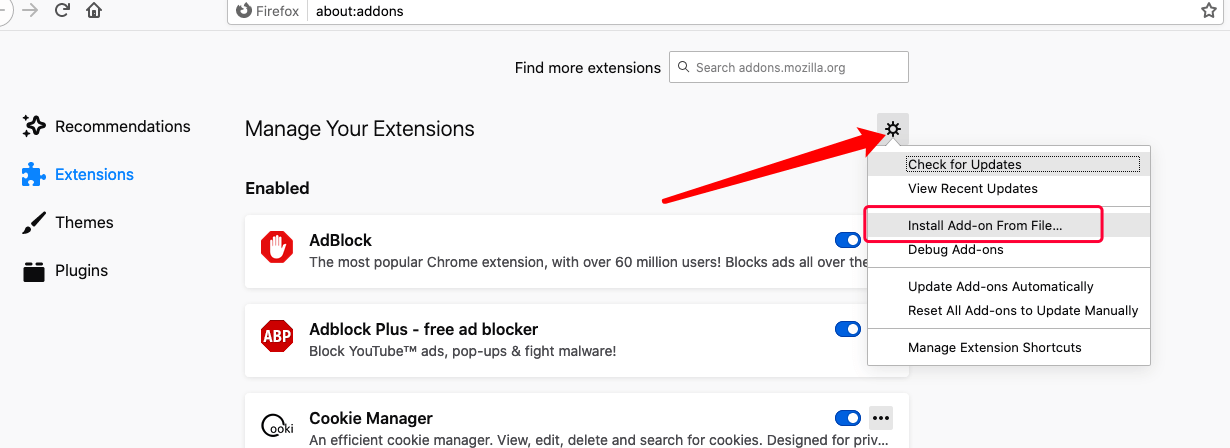 Firefox about:addons
Find more extensions Search addons.mozilla.org
Recommendations
Extensions
Themes
Plugins
Manage Your Extensions
Check for Updates
View Recent Updates
Install Add-on From File...
Debug Add-ons
Update Add-ons Automatically
Reset All Add-ons to Update Manually
Manage Extension Shortcuts
Enabled
AdBlock
The most popular Chrome extension, with over 60 million users! Blocks ads all over the
ABP
Adblock Plus - free ad blocker
Block YouTube™ ads, pop-ups & fight malware!
ooki
Cookie Manager
An efficient cookie manager. View, edit, delete and search for cookies. Designed for priv...